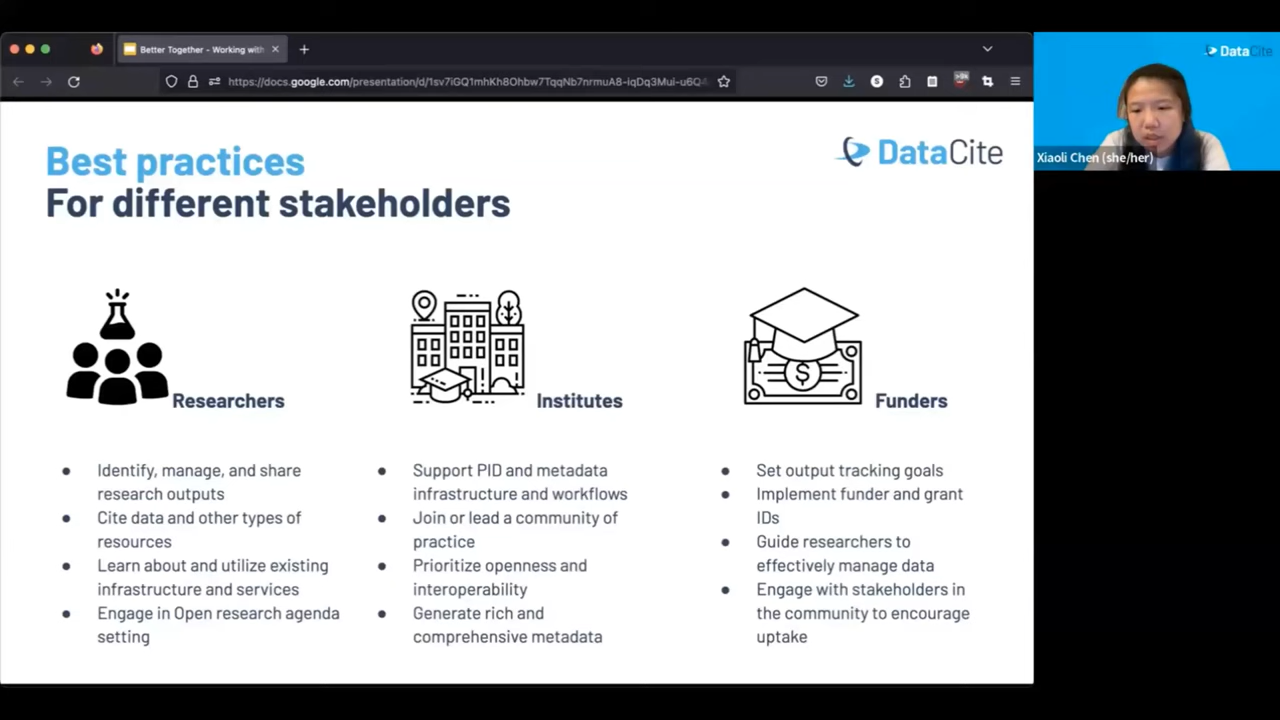 Better Together - Working with
https://docs.google.com/presentation/d/1sv7iGQ1mhKh8Ohbw7TqqNb7nrmuA8-iqDq3Mui-u6Q4
DataCite
Xiaoli Chen (she/her)
Best practices
For different stakeholders
DataCite
Researchers
Identify, manage, and share
research outputs
Cite data and other types of
resources
Learn about and utilize existing
infrastructure and services
Engage in Open research agenda
setting
Institutes
Support PID and metadata
infrastructure and workflows
Join or lead a community of
practice
Prioritize openness and
interoperability
Generate rich and
comprehensive metadata
$
Funders
Set output tracking goals
Implement funder and grant
IDs
Guide researchers to
effectively manage data
Engage with stakeholders in
the community to encourage
uptake